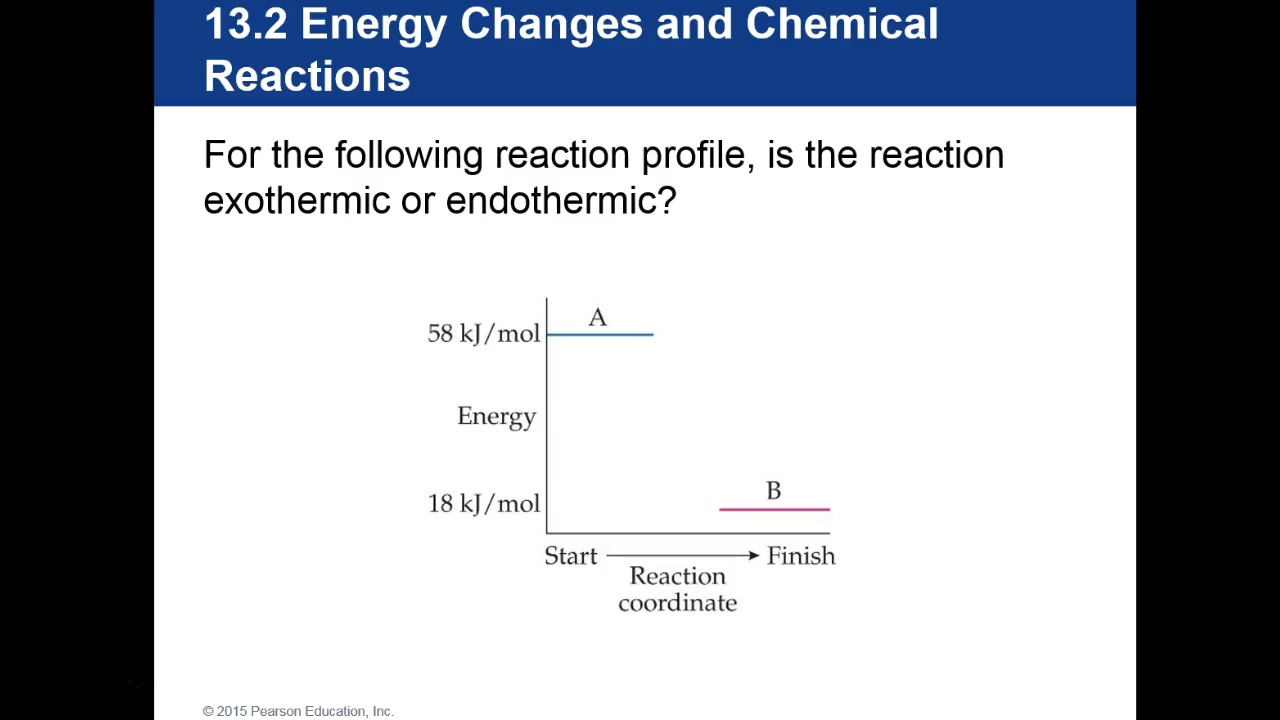 13.2 Energy Changes and Chemical
Reactions
For the following reaction profile, is the reaction
exothermic or endothermic?
A
58 kJ/mol
Energy
B
18 kJ/mol
Start
Finish
Reaction
coordinate
© 2015 Pearson Education, Inc.